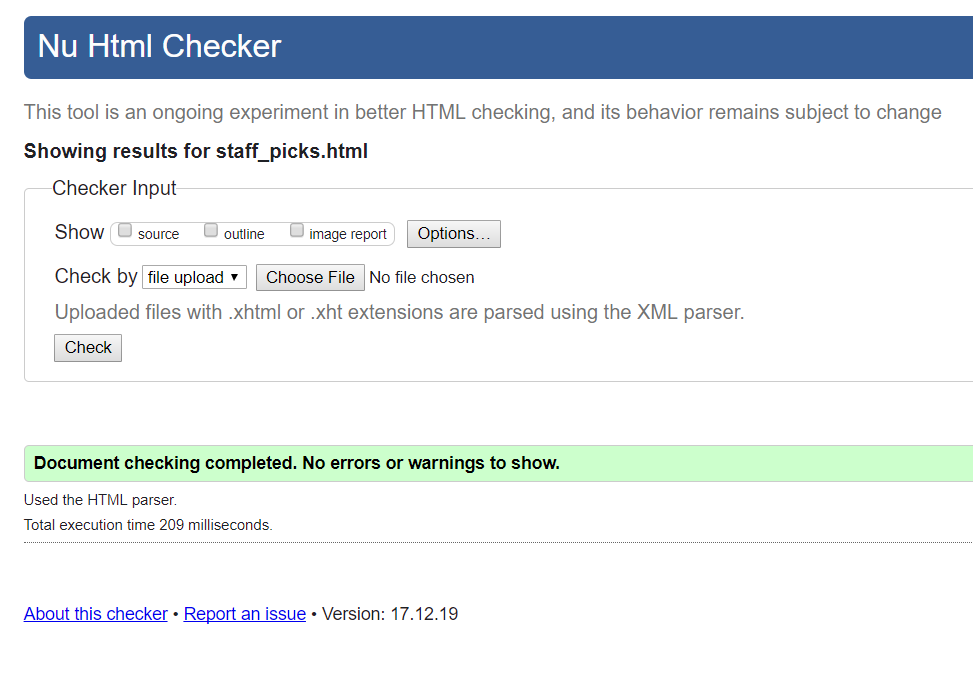 Nu Html Checker
This tool is an ongoing experiment in better HTML checking, and its behavior remains subject to change
Showing results for staff_picks.html
Checker Input
Show source outline image report Options...
Check by file upload ▼ Choose File No file chosen
Uploaded files with .xhtml or .xht extensions are parsed using the XML parser.
Check
Document checking completed. No errors or warnings to show.
Used the HTML parser.
Total execution time 209 milliseconds.
About this checker • Report an issue • Version: 17.12.19